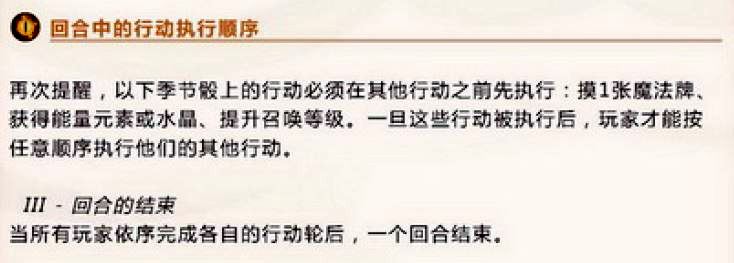 回合中的行动执行顺序
再次提醒，以下季节骰上的行动必须在其他行动之前先执行：摸1张魔法牌、
获得能量元素或水晶、提升召唤等级。一旦这些行动被执行后，玩家才能按
任意顺序执行他们的其他行动。
III - 回合的结束
当所有玩家依序完成各自的行动轮后，一个回合结束。